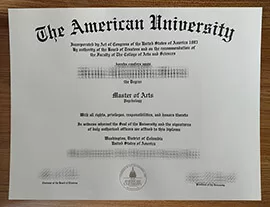 The American University
Incorporated by Act of Congress of the United States of America 1893
By authority of the Board of Trustees and on the recommendation of
the Faculty of The College of Arts and Sciences
hereby confers upon
the Degree
Master of Arts
Psychology
With all rights, privileges, responsibilities, and honors thereto
In witness whereof the Seal of the University and the signatures
of duly authorized officers are affixed to this diploma
Washington, District of Columbia
United States of America